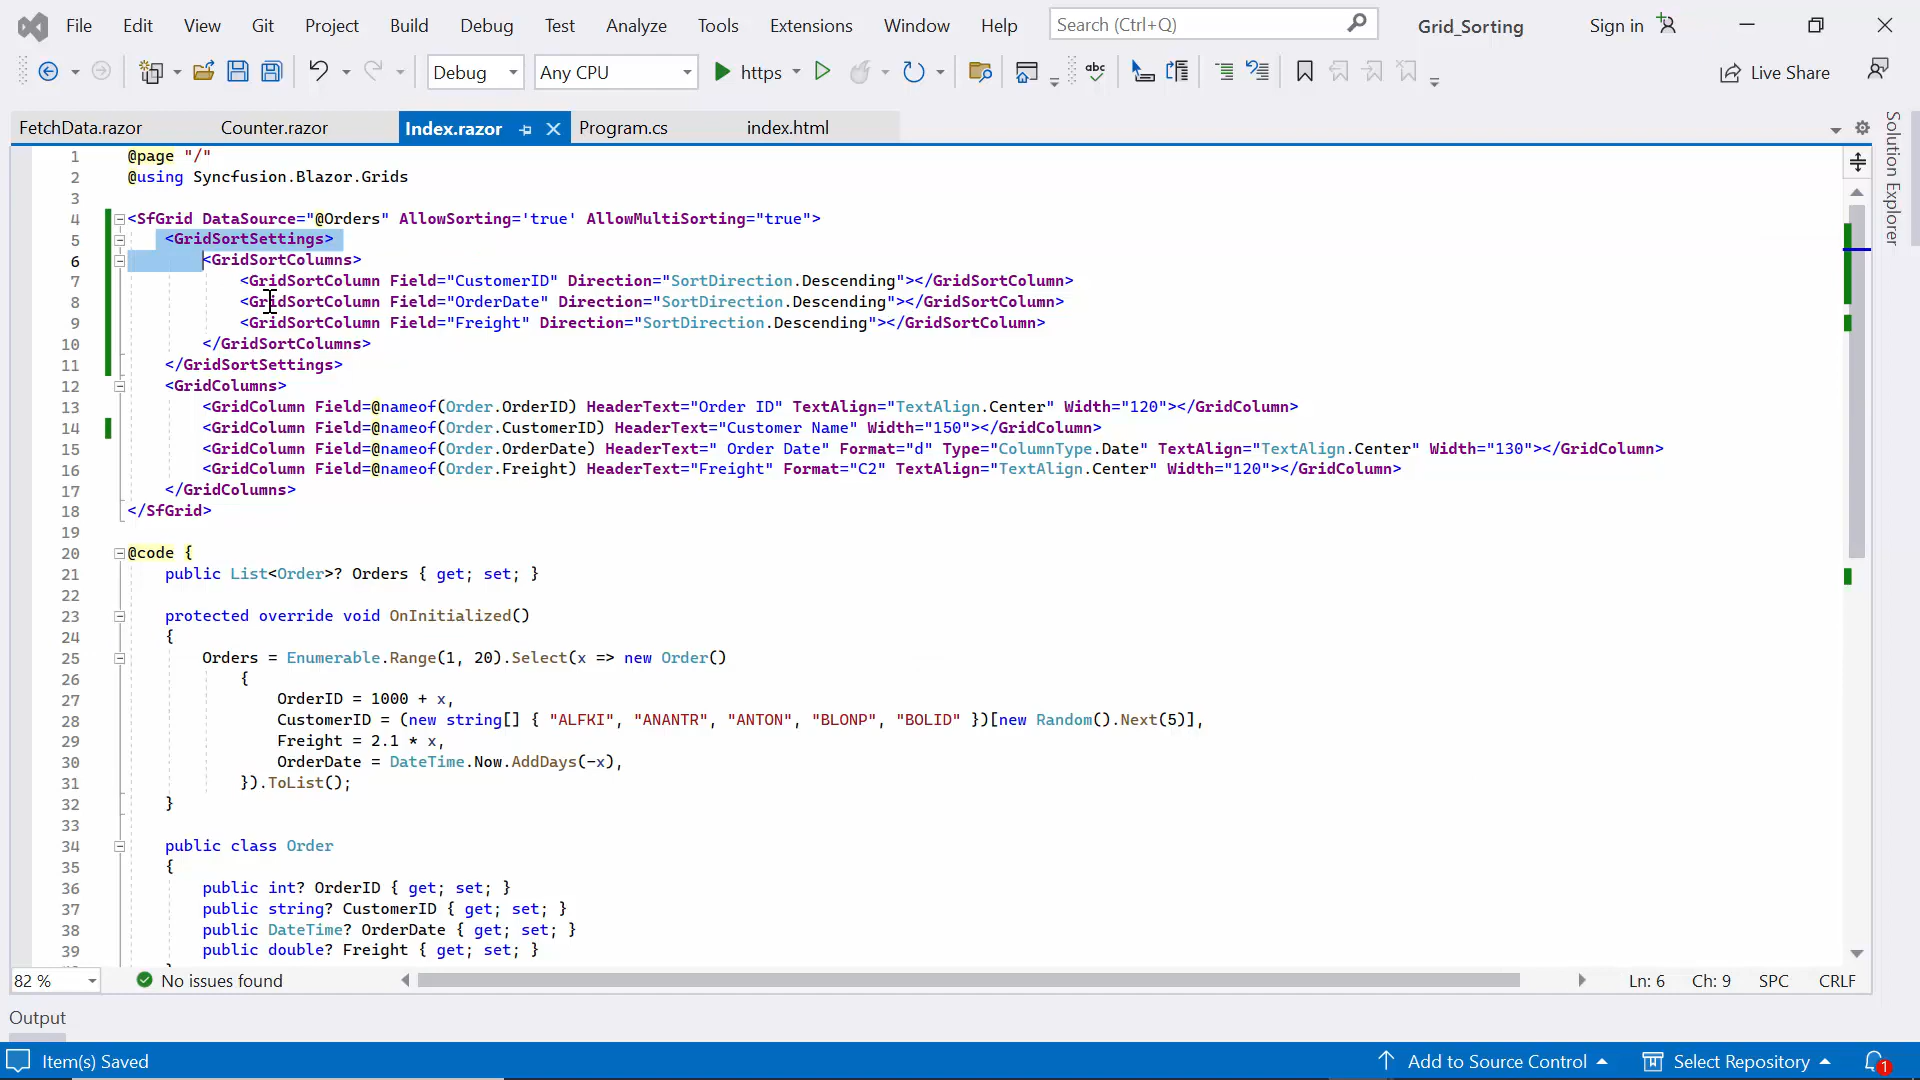 File Edit View Git Project Build Debug Test Analyze Tools Extensions Window Help Search (Ctrl+Q) Grid_Sorting Sign in
Debug Any CPU https abc Live Share
FetchData.razor Counter.razor Index.razor Program.cs index.html
Solution Explorer
1 @page "/"
2 @using Syncfusion.Blazor.Grids
3
4 <SfGrid DataSource="@Orders" AllowSorting='true' AllowMultiSorting="true">
5 <GridSortSettings>
6 <GridSortColumns>
7 <GridSortColumn Field="CustomerID" Direction="SortDirection.Descending"></GridSortColumn>
8 <GridSortColumn Field="OrderDate" Direction="SortDirection.Descending"></GridSortColumn>
9 <GridSortColumn Field="Freight" Direction="SortDirection.Descending"></GridSortColumn>
10 </GridSortColumns>
11 </GridSortSettings>
12 <GridColumns>
13 <GridColumn Field=@nameof(Order.OrderID) HeaderText="Order ID" TextAlign="TextAlign.Center" Width="120"></GridColumn>
14 <GridColumn Field=@nameof(Order.CustomerID) HeaderText="Customer Name" Width="150"></GridColumn>
15 <GridColumn Field=@nameof(Order.OrderDate) HeaderText=" Order Date" Format="d" Type="ColumnType.Date" TextAlign="TextAlign.Center" Width="130"></GridColumn>
16 <GridColumn Field=@nameof(Order.Freight) HeaderText="Freight" Format="C2" TextAlign="TextAlign.Center" Width="120"></GridColumn>
17 </GridColumns>
18 </SfGrid>
19
20 @code {
21 public List<Order>? Orders { get; set; }
22
23 protected override void OnInitialized()
24 {
25 Orders = Enumerable.Range(1, 20).Select(x => new Order()
26 {
27 OrderID = 1000 + x,
28 CustomerID = (new string[] { "ALFKI", "ANANTR", "ANTON", "BLONP", "BOLID" })[new Random().Next(5)],
29 Freight = 2.1 * x,
30 OrderDate = DateTime.Now.AddDays(-x),
31 }).ToList();
32 }
33
34 public class Order
35 {
36 public int? OrderID { get; set; }
37 public string? CustomerID { get; set; }
38 public DateTime? OrderDate { get; set; }
39 public double? Freight { get; set; }
82 % No issues found Ln: 6 Ch: 9 SPC CRLF
Output
Item(s) Saved Add to Source Control Select Repository 1